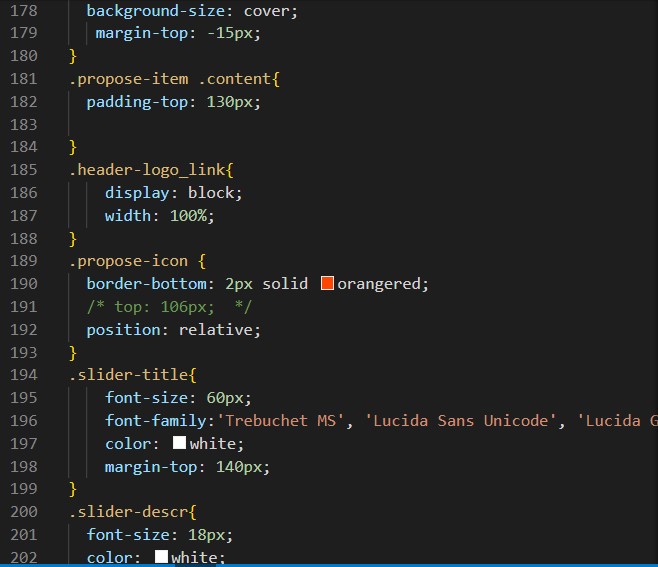 178 background-size: cover;
179 margin-top: -15px;
180 }
181 .propose-item .content{
182 padding-top: 130px;
183
184 }
185 .header-logo_link{
186 display: block;
187 width: 100%;
188 }
189 .propose-icon {
190 border-bottom: 2px solid orangered;
191 /* top: 106px;  */
192 position: relative;
193 }
194 .slider-title{
195 font-size: 60px;
196 font-family:'Trebuchet MS', 'Lucida Sans Unicode', 'Lucida G
197 color: white;
198 margin-top: 140px;
199 }
200 .slider-descr{
201 font-size: 18px;
202 color: white;